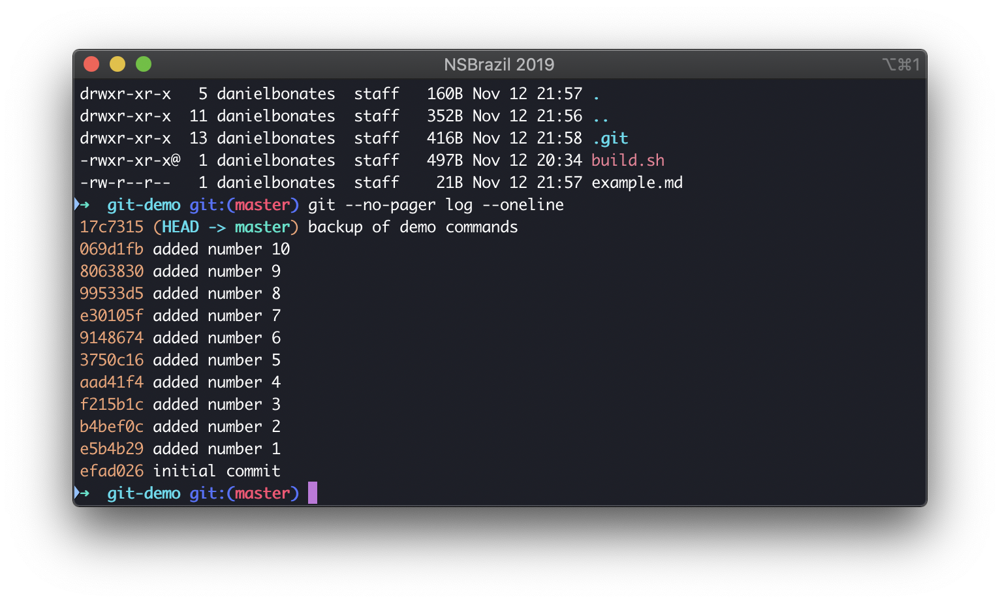 NSBrazil 2019 ⌥⌘1
drwxr-xr-x   5 danielbonates  staff   160B Nov 12 21:57 .
drwxr-xr-x  11 danielbonates  staff   352B Nov 12 21:56 ..
drwxr-xr-x  13 danielbonates  staff   416B Nov 12 21:58 .git
-rwxr-xr-x@  1 danielbonates  staff   497B Nov 12 20:34 build.sh
-rw-r--r--   1 danielbonates  staff    21B Nov 12 21:57 example.md
➜  git-demo git:(master) git --no-pager log --oneline
17c7315 (HEAD -> master) backup of demo commands
069d1fb added number 10
8063830 added number 9
99533d5 added number 8
e30105f added number 7
9148674 added number 6
3750c16 added number 5
aad41f4 added number 4
f215b1c added number 3
b4bef0c added number 2
e5b4b29 added number 1
efad026 initial commit
➜  git-demo git:(master)